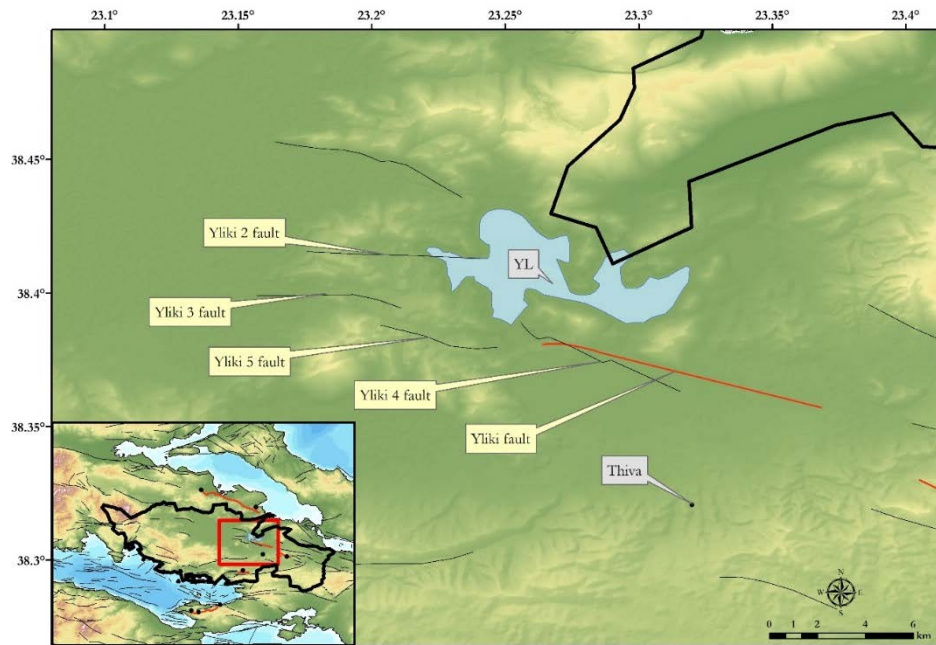 23.1° 23.15° 23.2° 23.25° 23.3° 23.35° 23.4°
38.45°
38.4°
38.35°
38.3°
Yliki 2 fault
YL
Yliki 3 fault
Yliki 5 fault
Yliki 4 fault
Yliki fault
Thiva
N
W E
S
0 1 2 4 6
km